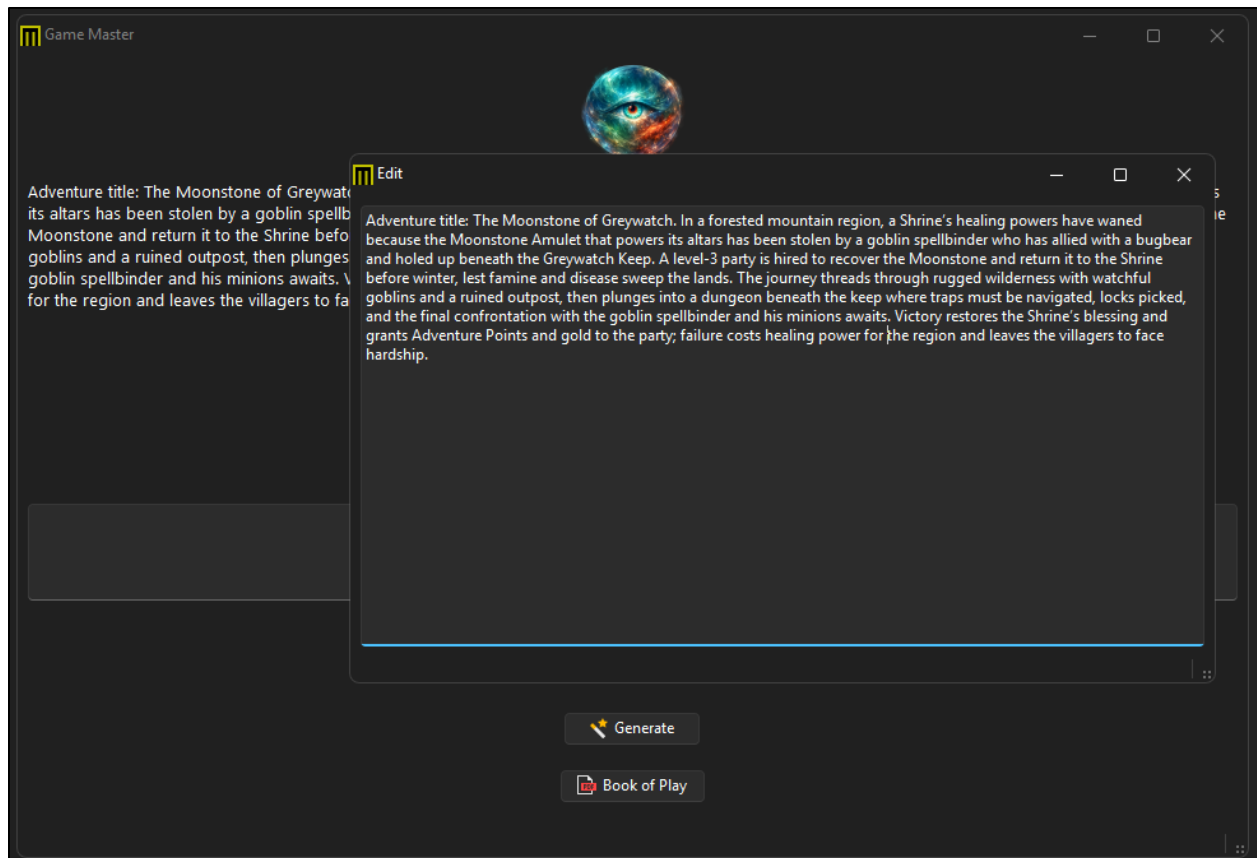 Game Master
Edit
Adventure title: The Moonstone of Greywatc
s
its altars has been stolen by a goblin spellb
Moonstone and return it to the Shrine befo
goblins and a ruined outpost, then plunges
goblin spellbinder and his minions awaits. V
for the region and leaves the villagers to fa
Adventure title: The Moonstone of Greywatch. In a forested mountain region, a Shrine’s healing powers have waned
because the Moonstone Amulet that powers its altars has been stolen by a goblin spellbinder who has allied with a bugbear
and holed up beneath the Greywatch Keep. A level-3 party is hired to recover the Moonstone and return it to the Shrine
before winter, lest famine and disease sweep the lands. The journey threads through rugged wilderness with watchful
goblins and a ruined outpost, then plunges into a dungeon beneath the keep where traps must be navigated, locks picked,
and the final confrontation with the goblin spellbinder and his minions awaits. Victory restores the Shrine’s blessing and
grants Adventure Points and gold to the party; failure costs healing power for the region and leaves the villagers to face
hardship.
Generate
Book of Play